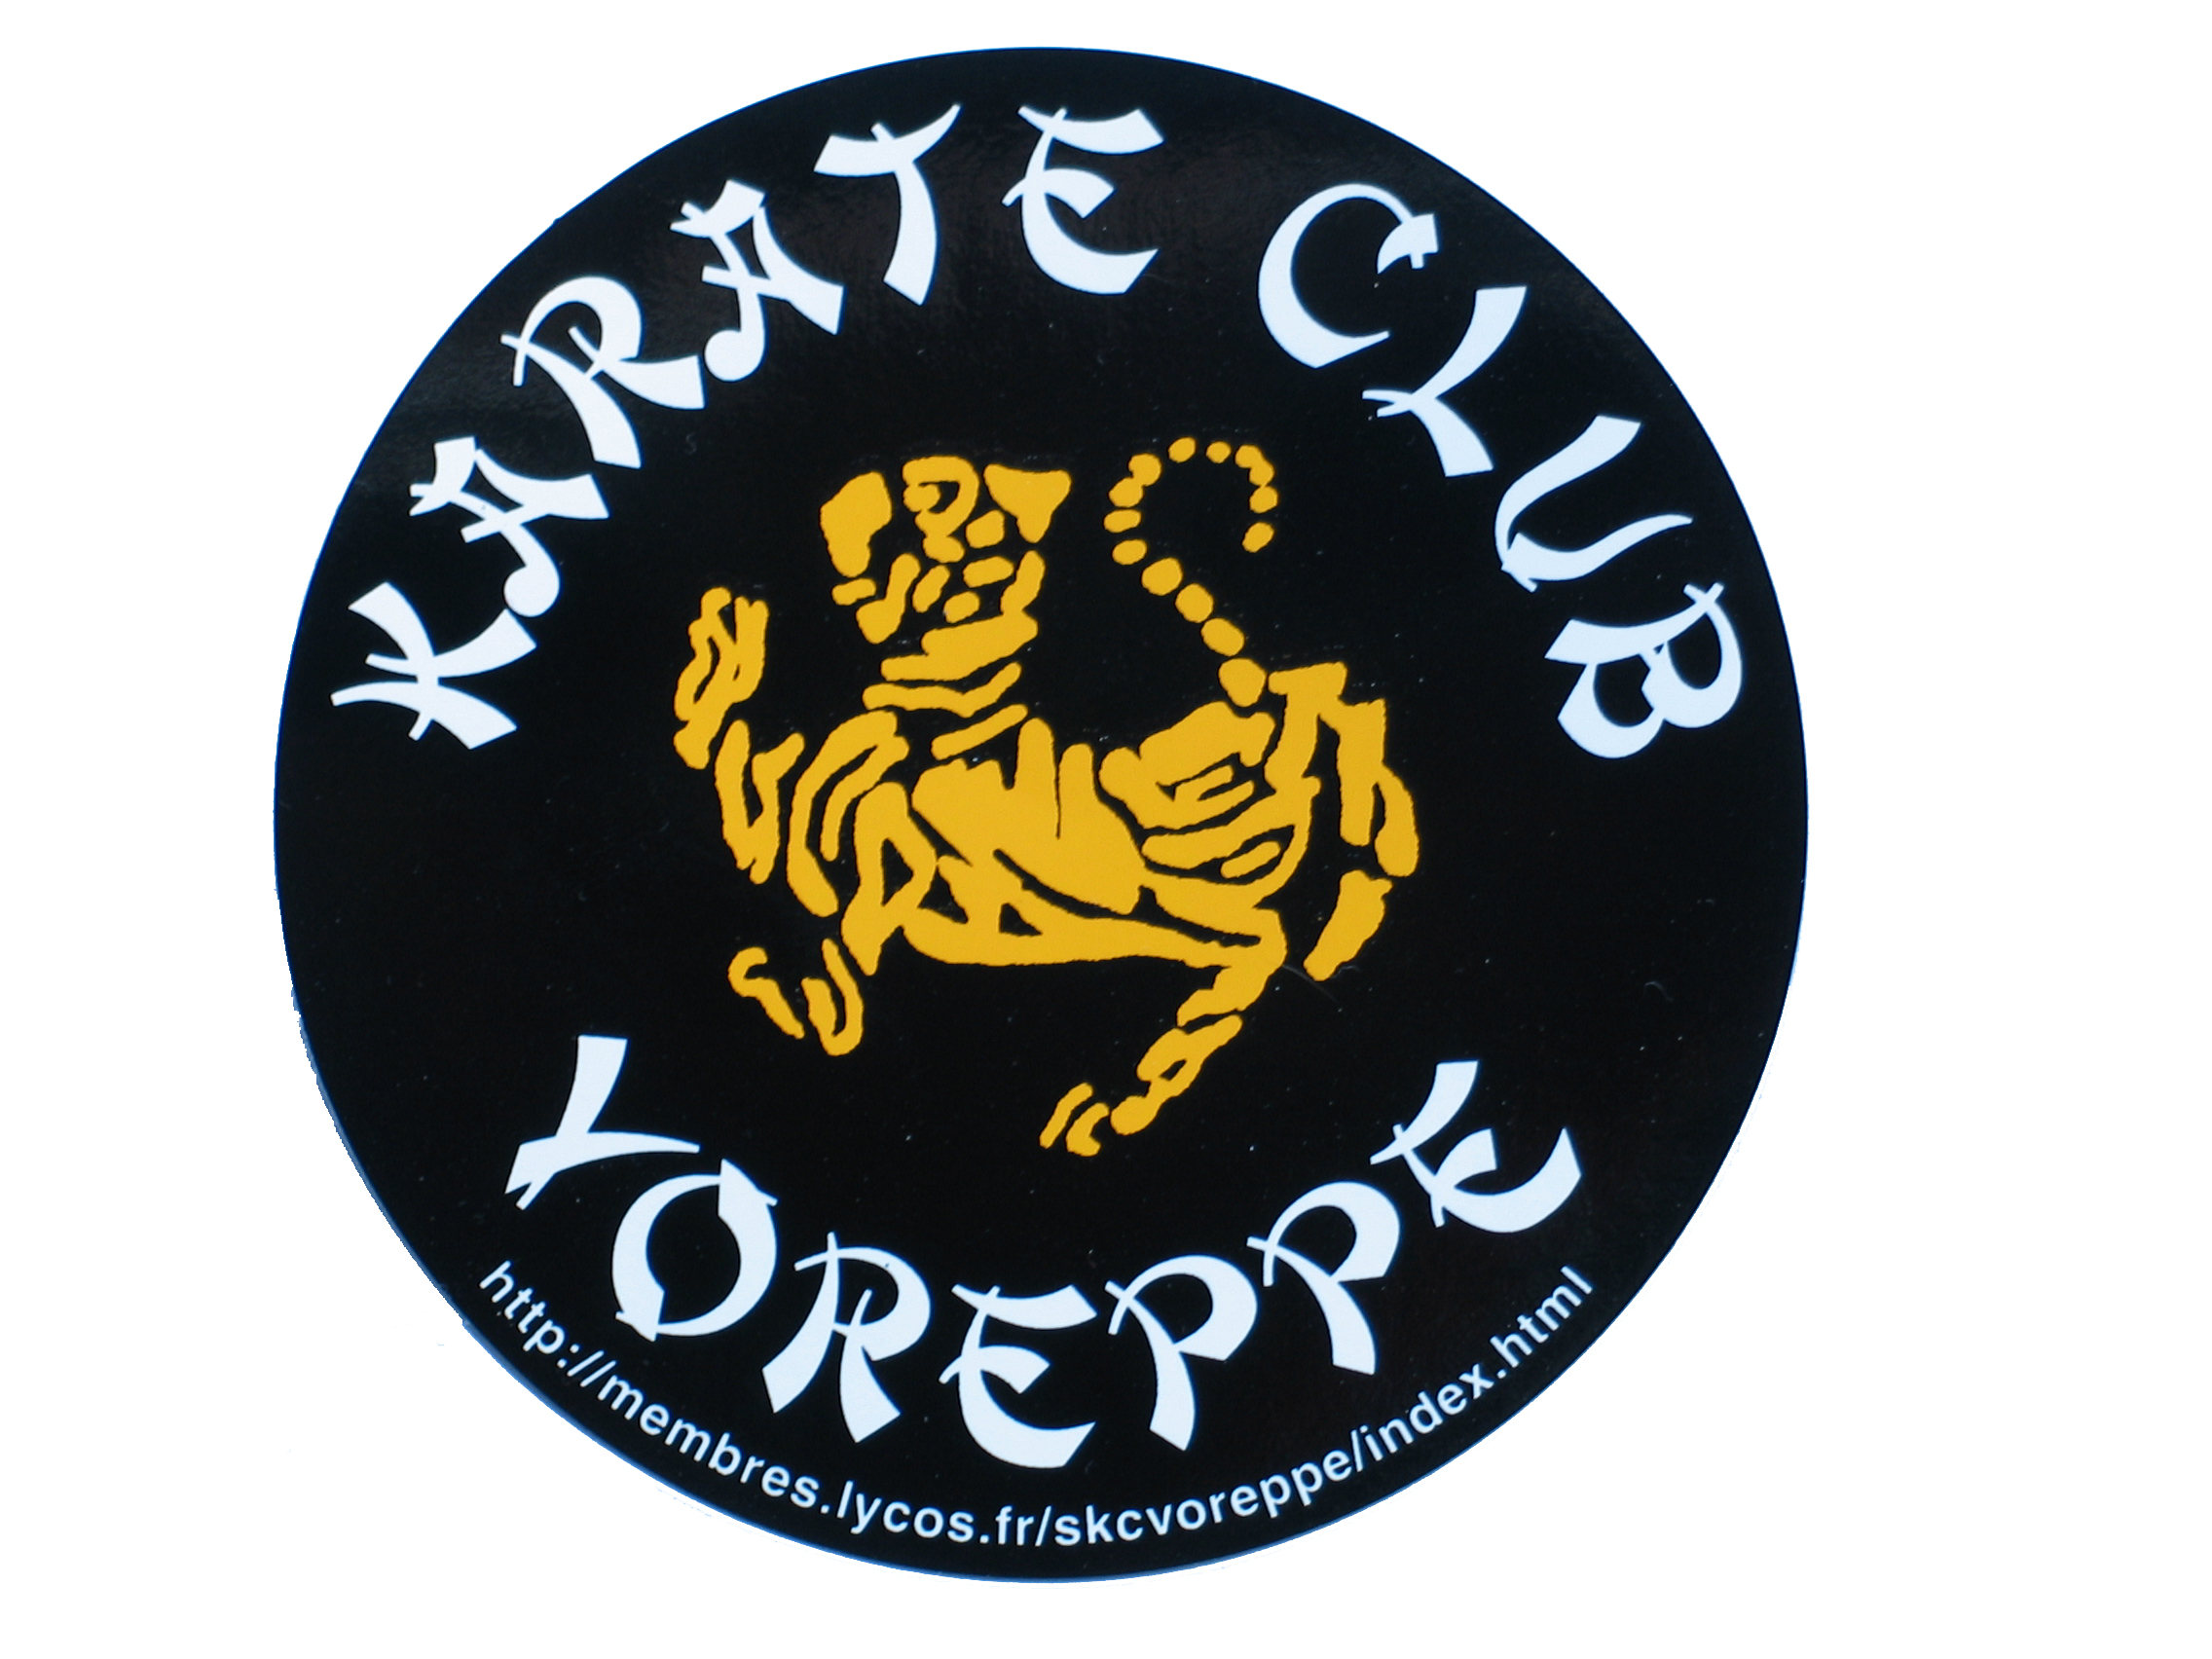 KARATE CLUB
VOREPPE
http://membres.lycos.fr/skcvoreppe/index.html